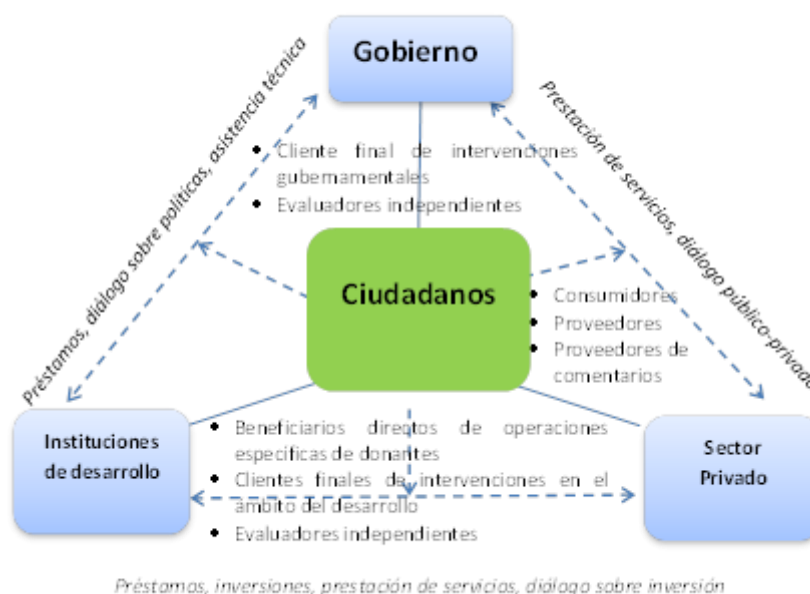 Gobierno
Préstamos, diálogo sobre políticas, asistencia técnica
Prestación de servicios, diálogo público-privado
• Cliente final de intervenciones
gubernamentales
• Evaluadores independientes
Ciudadanos
• Consumidores
• Proveedores
• Proveedores de
comentarios
Instituciones
de desarrollo
• Beneficiarios directos de operaciones
específicas de donantes
• Clientes finales de intervenciones en el
ámbito del desarrollo
• Evaluadores independientes
Sector
Privado
Préstamos, inversiones, prestación de servicios, diálogo sobre inversión